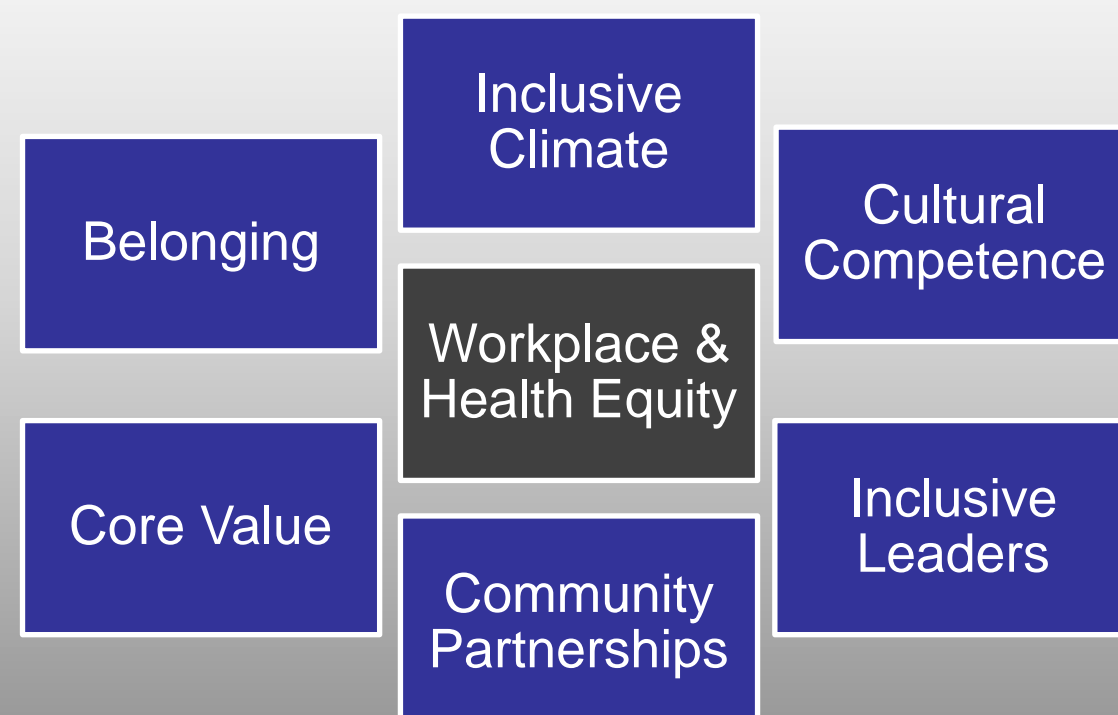 Inclusive
Climate
Belonging
Cultural
Competence
Workplace &
Health Equity
Core Value
Inclusive
Leaders
Community
Partnerships